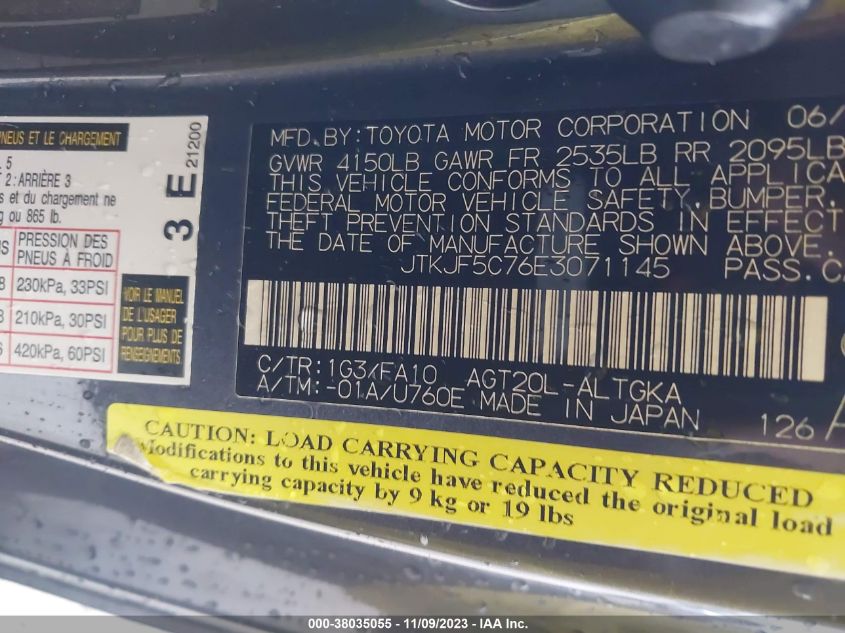 PNEUS ET LE CHARGEMENT
5
2: ARRIÈRE 3
et du chargement ne
ou 865 lb.
PRESSION DES
PNEUS À FROID
8 230kPa, 33PSI
210kPa, 30PSI
420kPa, 60PSI
VOIR LE MANUEL
DE L'USAGER
POUR PLUS DE
RENSEIGNEMENTS
3 E 21200
MFD. BY: TOYOTA MOTOR CORPORATION 06/
GVWR 4150LB GAWR FR 2535LB RR 2095LB
THIS VEHICLE CONFORMS TO ALL APPLICA
FEDERAL MOTOR VEHICLE SAFETY, BUMPER,
THEFT PREVENTION STANDARDS IN EFFECT
THE DATE OF MANUFACTURE SHOWN ABOVE.
JTKJF5C76E3071145 PASS. CA
C/TR: 1G3/FA10 AGT20L-ALTGKA
A/TM: -01A/U760E MADE IN JAPAN
126 A
CAUTION: LOAD CARRYING CAPACITY REDUCED
Modifications to this vehicle have reduced the original load
carrying capacity by 9 kg or 19 lbs
000-38035055 - 11/09/2023 - IAA Inc.